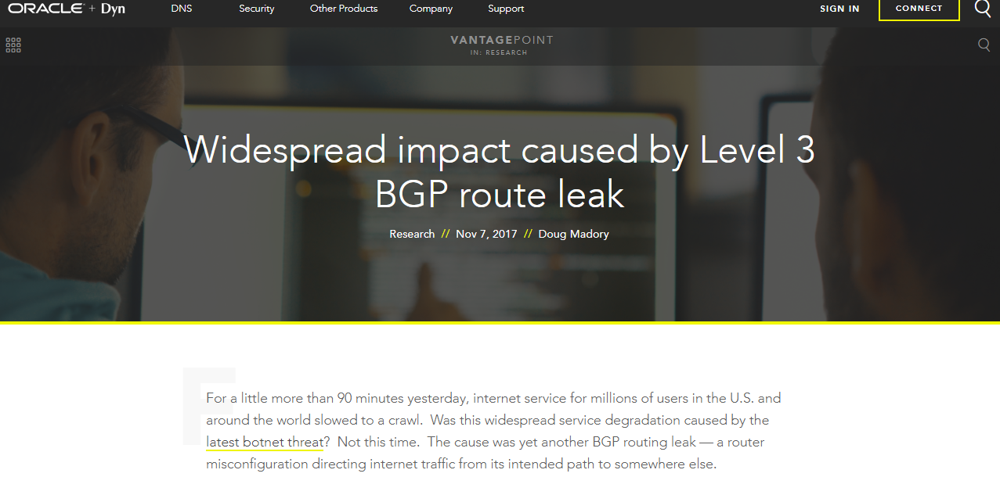 ORACLE + Dyn DNS Security Other Products Company Support SIGN IN CONNECT
VANTAGEPOINT
IN: RESEARCH
Widespread impact caused by Level 3
BGP route leak
Research // Nov 7, 2017 // Doug Madory
For a little more than 90 minutes yesterday, internet service for millions of users in the U.S. and
around the world slowed to a crawl. Was this widespread service degradation caused by the
latest botnet threat? Not this time. The cause was yet another BGP routing leak — a router
misconfiguration directing internet traffic from its intended path to somewhere else.